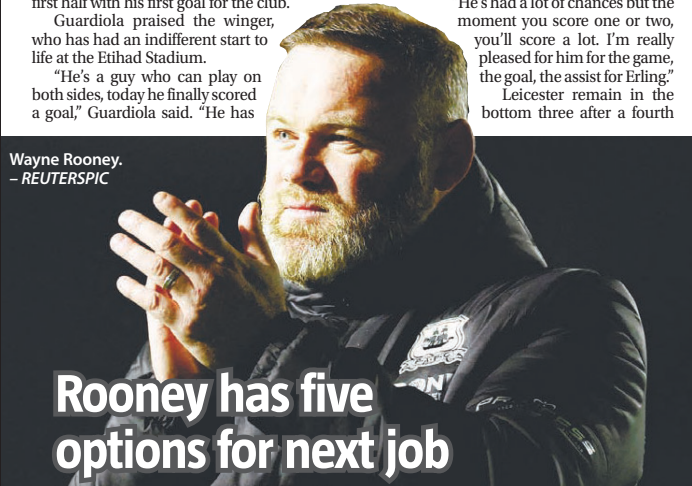 first half with his first goal for the club.
Guardiola praised the winger,
who has had an indifferent start to
life at the Etihad Stadium.
“He’s a guy who can play on
both sides, today he finally scored
a goal,” Guardiola said. “He has
He’s had a lot of chances but the
moment you score one or two,
you’ll score a lot. I’m really
pleased for him for the game,
the goal, the assist for Erling.”
Leicester remain in the
bottom three after a fourth
Wayne Rooney.
– REUTERSPIC
Rooney has five
options for next job